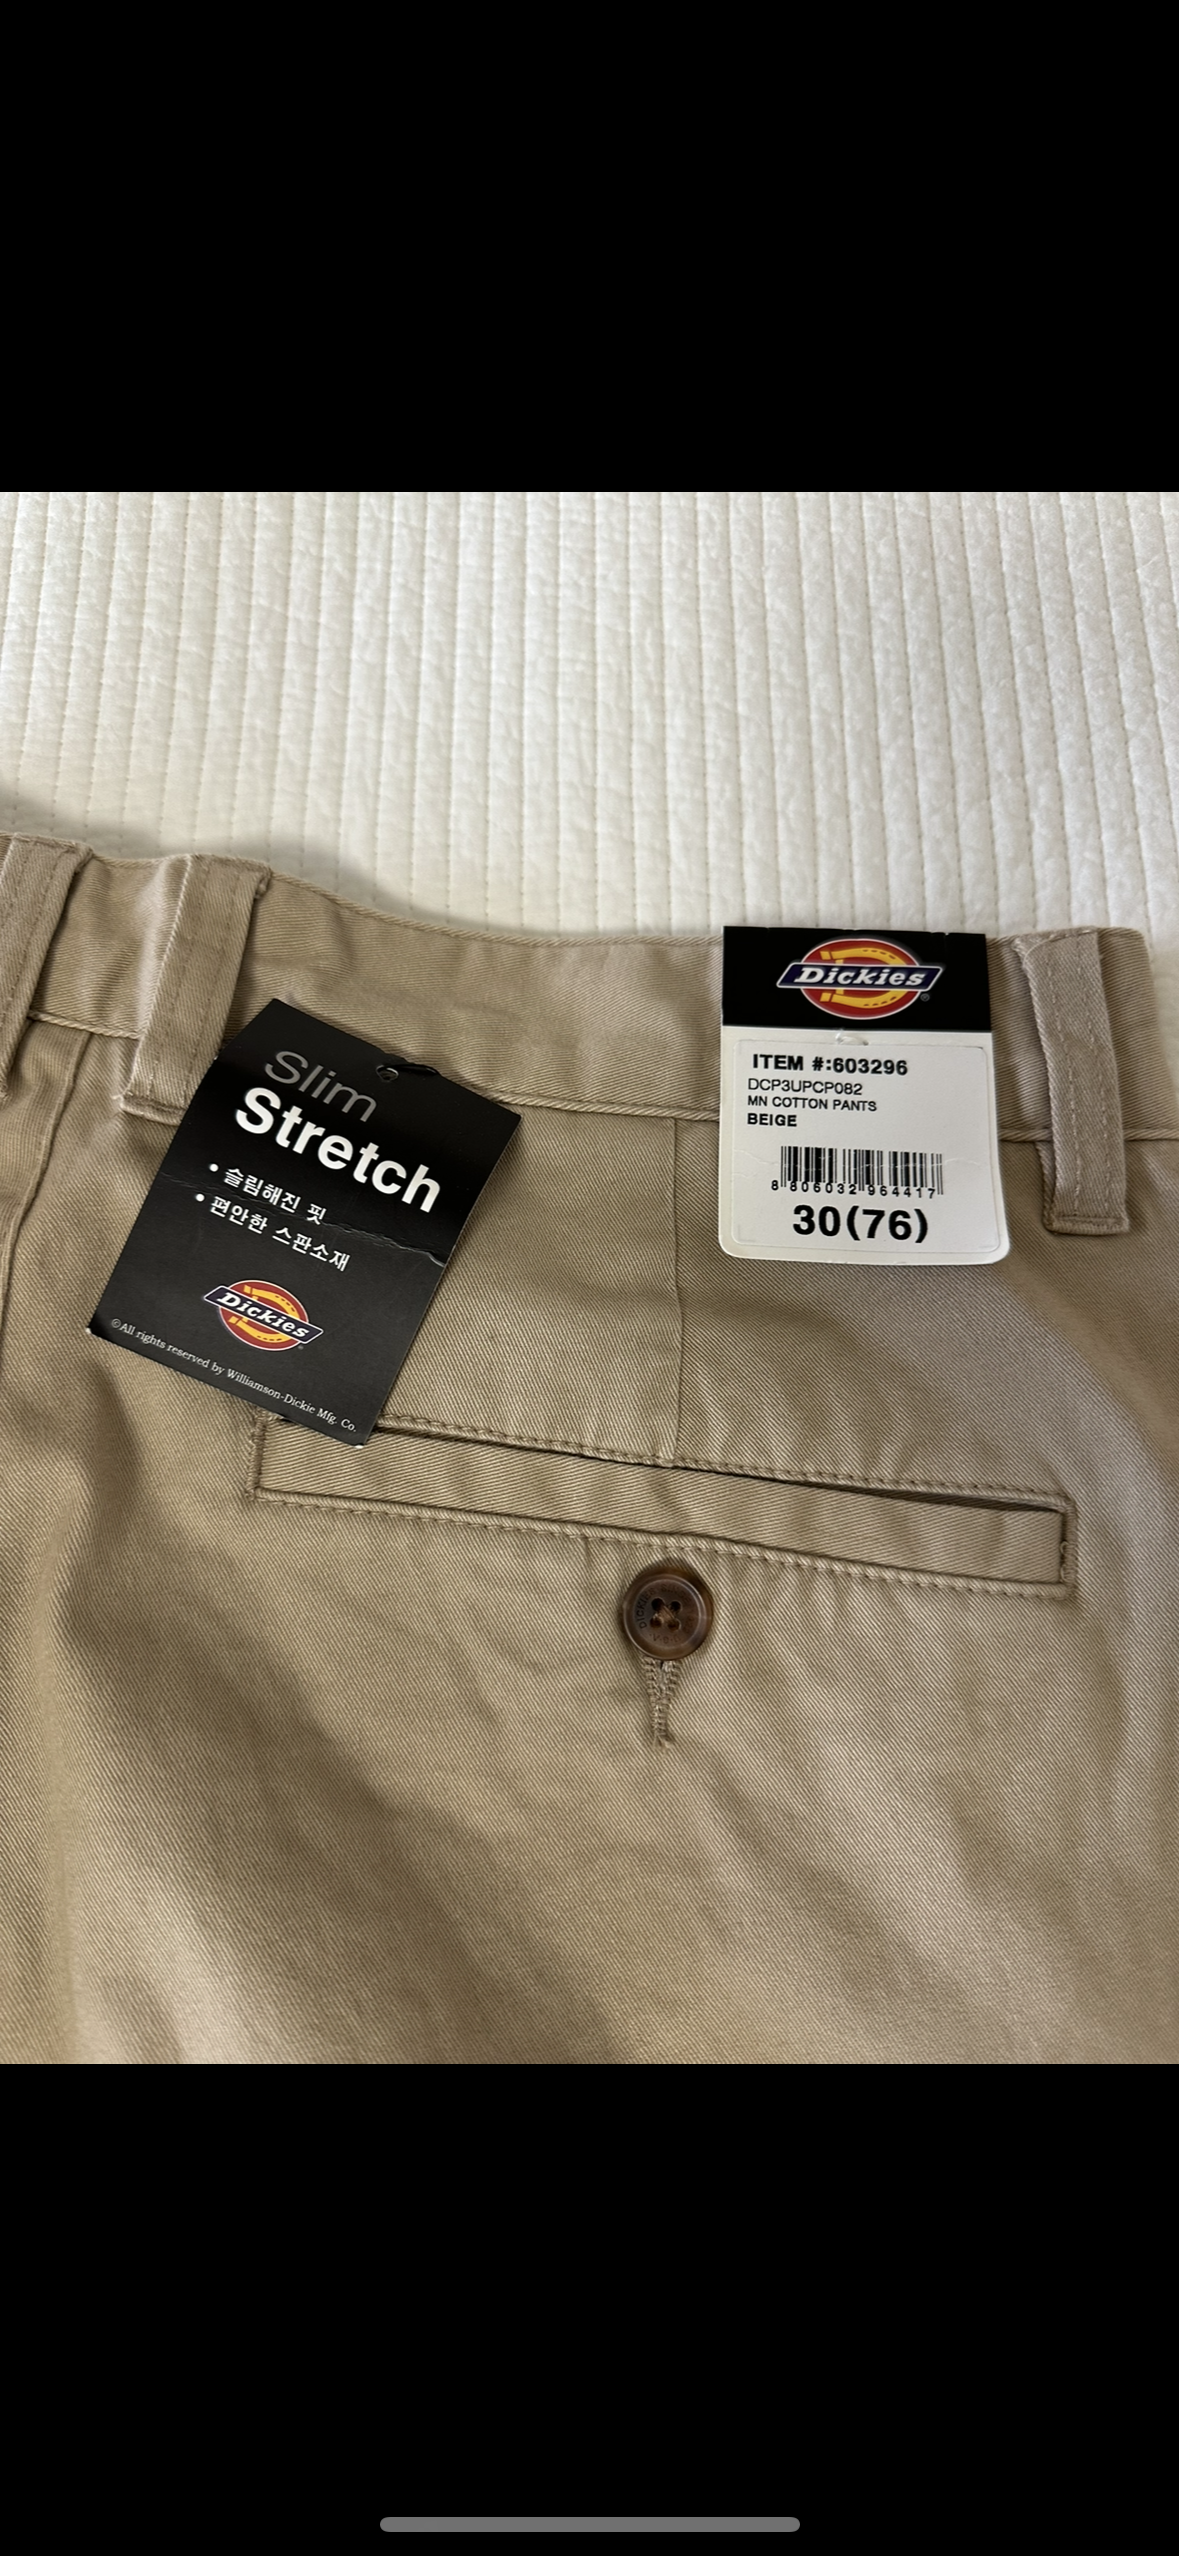 Slim
Stretch
• 슬림해진 핏
• 편안한 스판소재
Dickies
©All rights reserved by Williamson-Dickie Mfg. Co.
Dickies®
ITEM #:603296
DCP3UPCP082
MN COTTON PANTS
BEIGE
8 806032 964417
30(76)
DICKIES